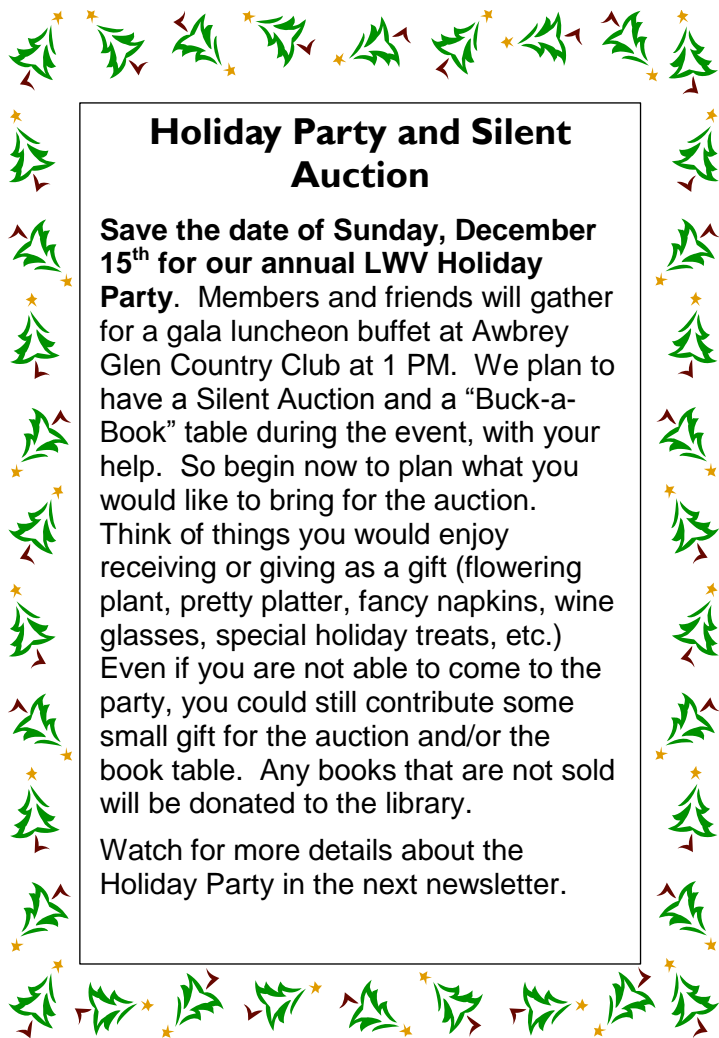 Holiday Party and Silent
Auction
Save the date of Sunday, December
15th for our annual LWV Holiday
Party.  Members and friends will gather
for a gala luncheon buffet at Awbrey
Glen Country Club at 1 PM.  We plan to
have a Silent Auction and a “Buck-a-
Book” table during the event, with your
help.  So begin now to plan what you
would like to bring for the auction.
Think of things you would enjoy
receiving or giving as a gift (flowering
plant, pretty platter, fancy napkins, wine
glasses, special holiday treats, etc.)
Even if you are not able to come to the
party, you could still contribute some
small gift for the auction and/or the
book table.  Any books that are not sold
will be donated to the library.
Watch for more details about the
Holiday Party in the next newsletter.